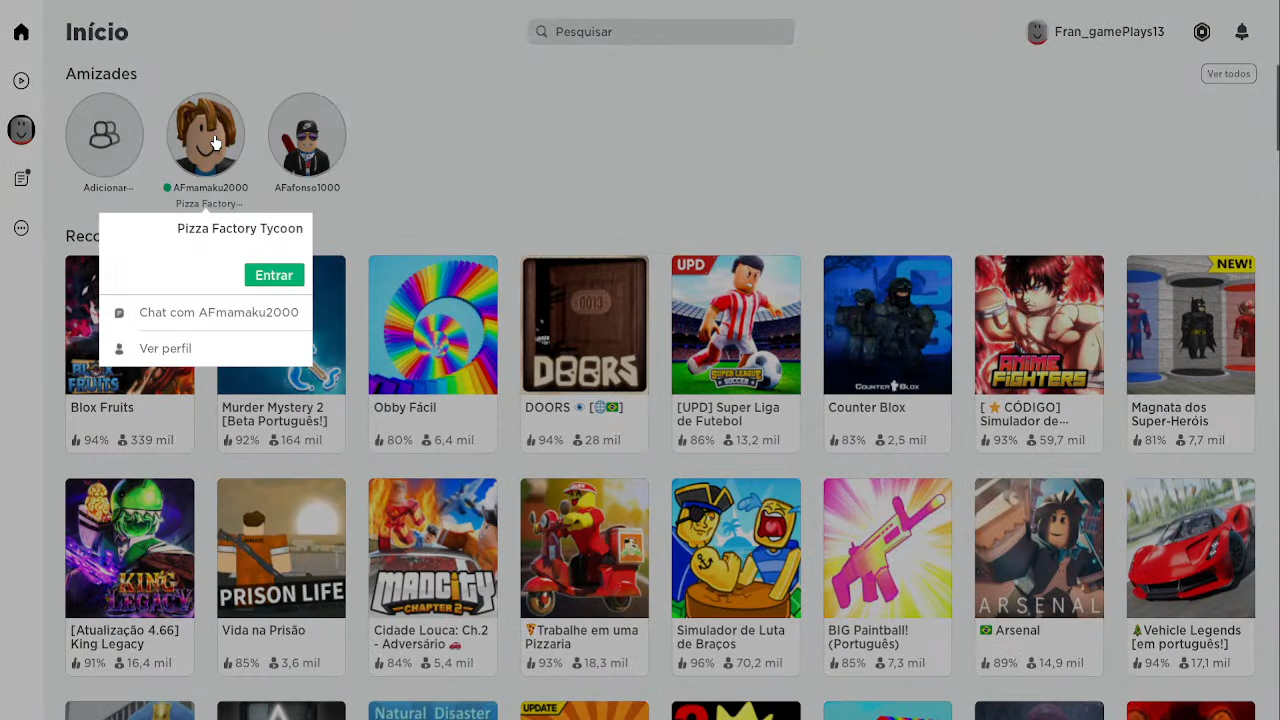 Início
Pesquisar
Fran_gamePlays13
Amizades
Ver todos
Adicionar···
AFmamaku2000
Pizza Factory···
AFafonso1000
Pizza Factory Tycoon
Entrar
Chat com AFmamaku2000
Ver perfil
BLOX FRUITS
0013
DOORS
UPD
SUPER LEAGUE SOCCER
COUNTER BLOX
ANIME FIGHTERS
NEW!
Blox Fruits
94% 339 mil
Murder Mystery 2 [Beta Português!]
92% 164 mil
Obby Fácil
80% 6,4 mil
DOORS 👁️ [🌐🇧🇷]
94% 28 mil
[UPD] Super Liga de Futebol
86% 13,2 mil
Counter Blox
83% 2,5 mil
[ ⭐ CÓDIGO] Simulador de···
93% 59,7 mil
Magnata dos Super-Heróis
81% 7,7 mil
KING LEGACY
PRISON LIFE
MADCITY CHAPTER 2
ARSENAL
[Atualização 4.66] King Legacy
91% 16,4 mil
Vida na Prisão
85% 3,6 mil
Cidade Louca: Ch.2 - Adversário 🚗
84% 5,4 mil
🍕Trabalhe em uma Pizzaria
93% 18,3 mil
Simulador de Luta de Braços
96% 70,2 mil
BIG Paintball! (Português)
85% 7,3 mil
🇧🇷 Arsenal
89% 14,9 mil
🎄Vehicle Legends [em português!]
94% 17,1 mil
Natural Disaster
UPDATE